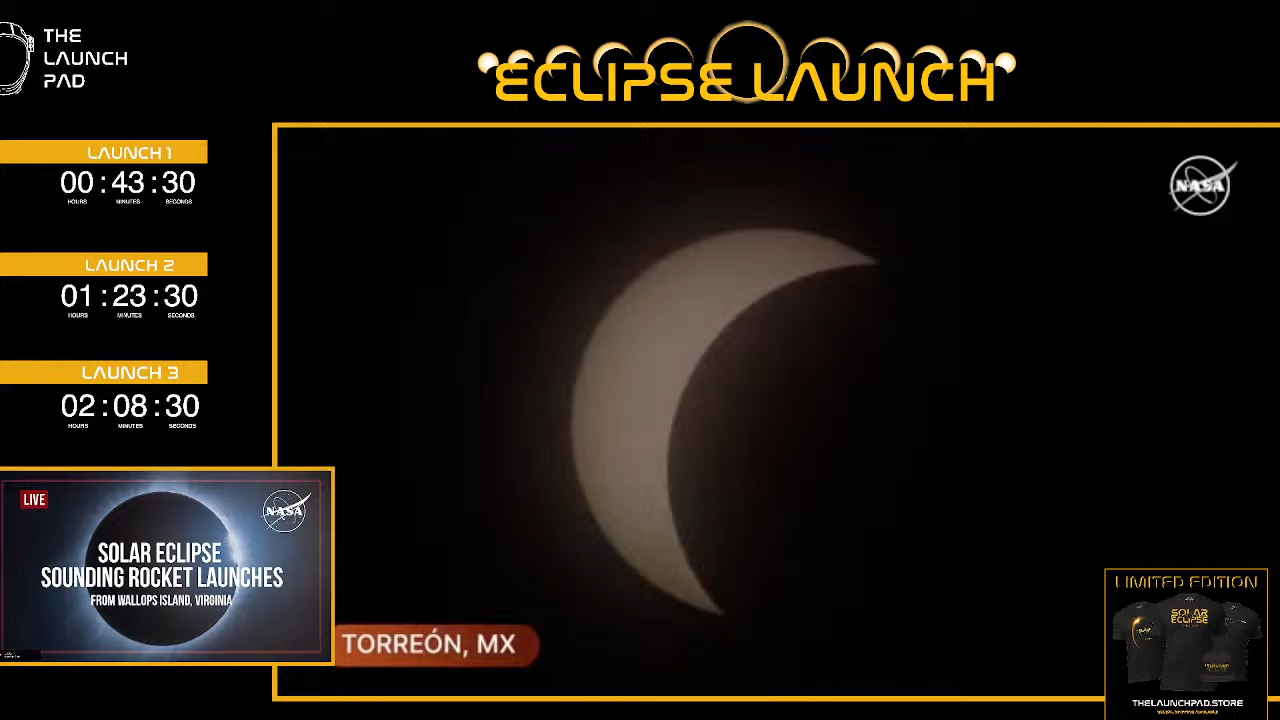 THE
LAUNCH
PAD
ECLIPSE LAUNCH
LAUNCH 1
00:43:30
HOURS MINUTES SECONDS
LAUNCH 2
01:23:30
HOURS MINUTES SECONDS
LAUNCH 3
02:08:30
HOURS MINUTES SECONDS
NASA
LIVE
NASA
SOLAR ECLIPSE
SOUNDING ROCKET LAUNCHES
FROM WALLOPS ISLAND, VIRGINIA
TORREÓN, MX
LIMITED EDITION
SOLAR
ECLIPSE
THELAUNCHPAD.STORE